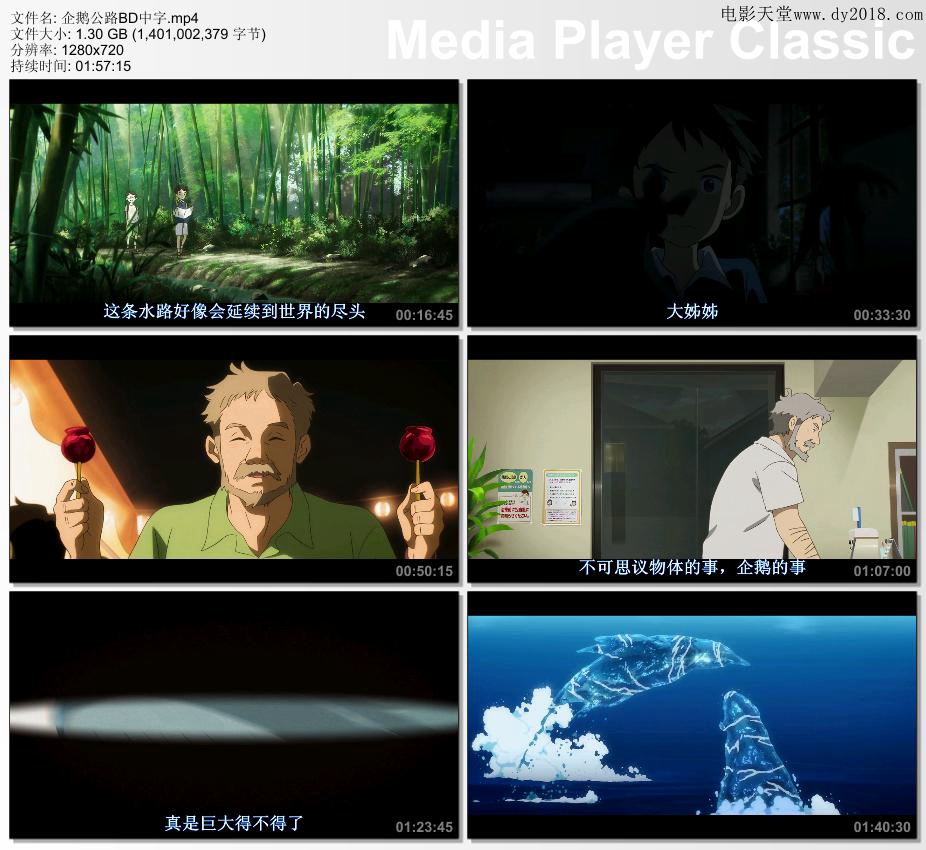 文件名: 企鹅公路BD中字.mp4
文件大小: 1.30 GB (1,401,002,379 字节)
分辨率: 1280x720
持续时间: 01:57:15
电影天堂www.dy2018.com
Media Player Classic
这条水路好像会延续到世界的尽头
00:16:45
大姊姊
00:33:30
00:50:15
不可思议物体的事，企鹅的事
01:07:00
真是巨大得不得了
01:23:45
01:40:30